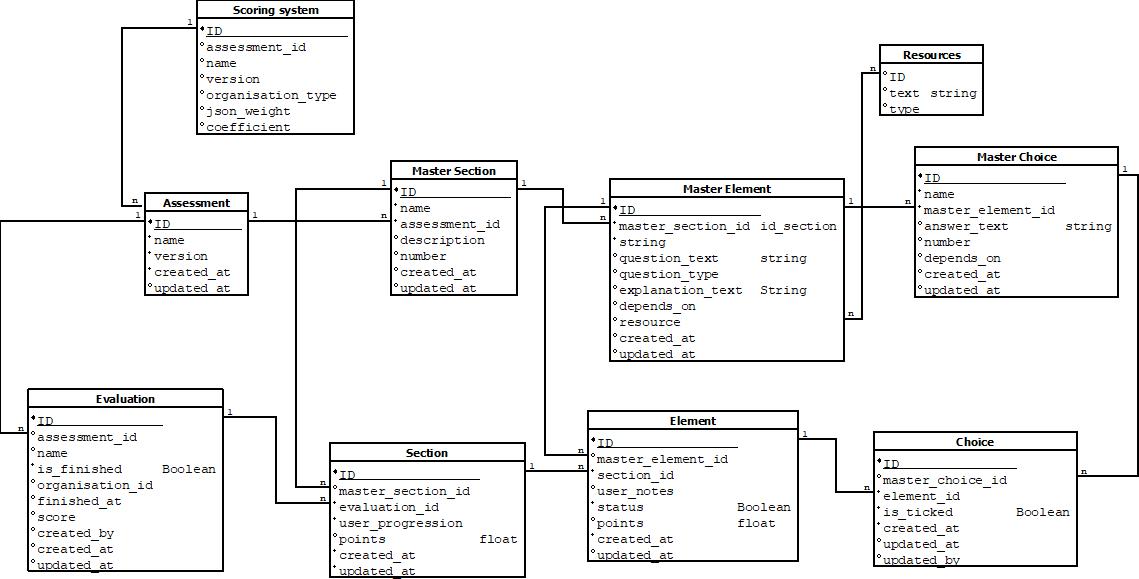 Scoring system
1
ID
assessment_id
name
version
organisation_type
json_weight
coefficient
Resources
n
ID
text string
type
Master Section
1
1
ID
name
n
assessment_id
description
number
created_at
updated_at
Master Element
1
1
ID
n
master_section_id id_section
string
question_text string
question_type
explanation_text String
depends_on
n
resource
created_at
updated_at
Master Choice
1
ID
name
n
master_element_id
answer_text string
number
depends_on
created_at
updated_at
n
Assessment
1
1
ID
name
version
created_at
updated_at
Evaluation
1
n
ID
assessment_id
name
is_finished Boolean
organisation_id
finished_at
score
created_by
created_at
updated_at
Section
1
ID
n
master_section_id
n
evaluation_id
user_progression
points float
created_at
updated_at
Element
1
ID
n
master_element_id
n
section_id
user_notes
status Boolean
points float
created_at
updated_at
Choice
ID
n
master_choice_id
n
element_id
is_ticked Boolean
created_at
updated_at
updated_by